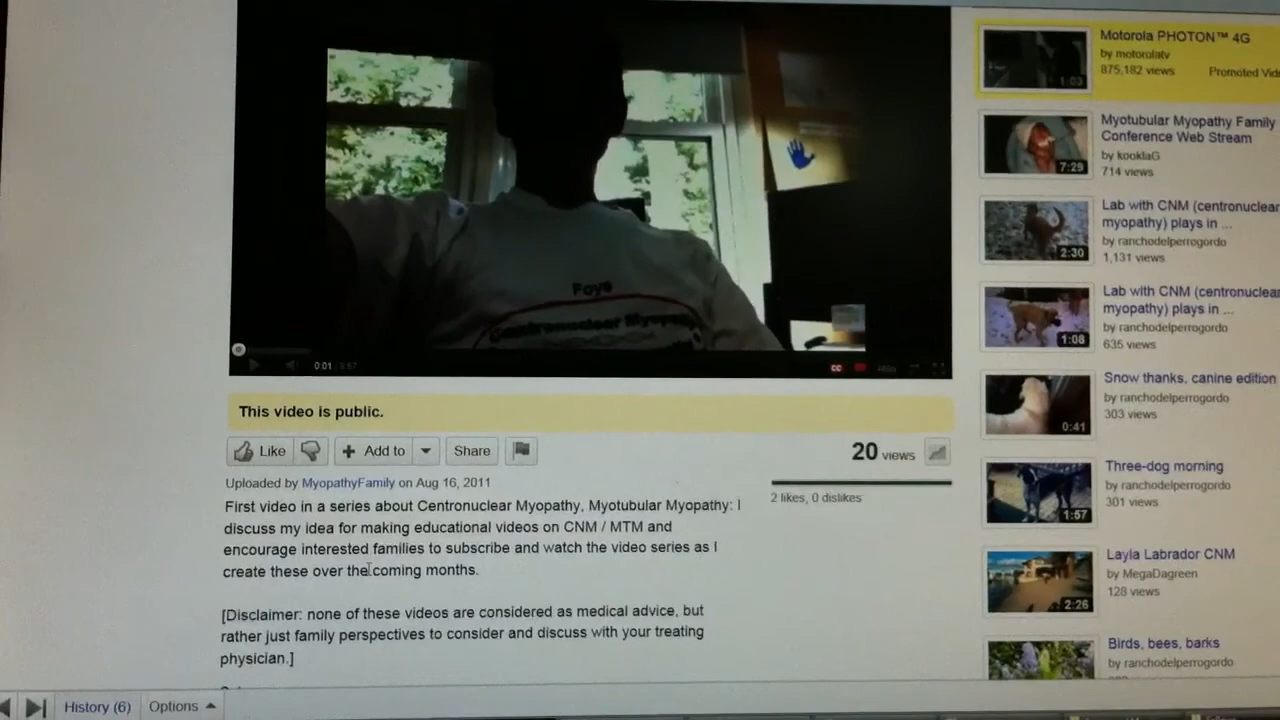 Foye
Centronuclear Myopathy
0:01
This video is public.
Like
Add to
Share
20 views
Uploaded by MyopathyFamily on Aug 16, 2011
2 likes, 0 dislikes
First video in a series about Centronuclear Myopathy, Myotubular Myopathy: I
discuss my idea for making educational videos on CNM / MTM and
encourage interested families to subscribe and watch the video series as I
create these over the coming months.
[Disclaimer: none of these videos are considered as medical advice, but
rather just family perspectives to consider and discuss with your treating
physician.]
History (6)
Options
Motorola PHOTON™ 4G
by motorolatv
875,182 views
Promoted Vid
1:03
Myotubular Myopathy Family
Conference Web Stream
by kooklaG
714 views
7:29
Lab with CNM (centronuclear
myopathy) plays in ...
by ranchodelperrogordo
1,131 views
2:30
Lab with CNM (centronuclear
myopathy) plays in ...
by ranchodelperrogordo
635 views
1:08
Snow thanks, canine edition
by ranchodelperrogordo
303 views
0:41
Three-dog morning
by ranchodelperrogordo
301 views
1:57
Layla Labrador CNM
by MegaDagreen
128 views
2:26
Birds, bees, barks
by ranchodelperrogordo